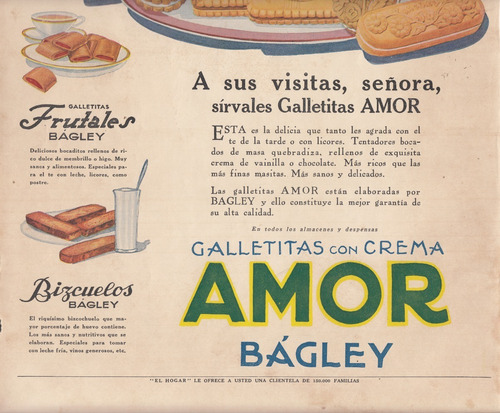 A sus visitas, señora,
sírvales Galletitas AMOR
ESTA es la delicia que tanto les agrada con el
te de la tarde o con licores. Tentadores boca-
dos de masa quebradiza, rellenos de exquisita
crema de vainilla o chocolate. Más ricos que las
más finas masitas. Más sanos y delicados.
Las galletitas AMOR están elaboradas por
BAGLEY y ello constituye la mejor garantía de
su alta calidad.
En todos los almacenes y despensas
GALLETITAS CON CREMA
AMOR
BÁGLEY
GALLETITAS
Frutales
BÁGLEY
Deliciosos bocaditos rellenos de ri-
co dulce de membrillo o higo. Muy
sanos y alimentosos. Especiales pa-
ra el te con leche, licores, como
postre.
Bizcuelos
BÁGLEY
El riquísimo bizcochuelo que ma-
yor porcentaje de huevo contiene.
Los más sanos y nutritivos que se
elaboran. Especiales para tomar
con leche fría, vinos generosos, etc.
"EL HOGAR" LE OFRECE A USTED UNA CLIENTELA DE 150.000 FAMILIAS